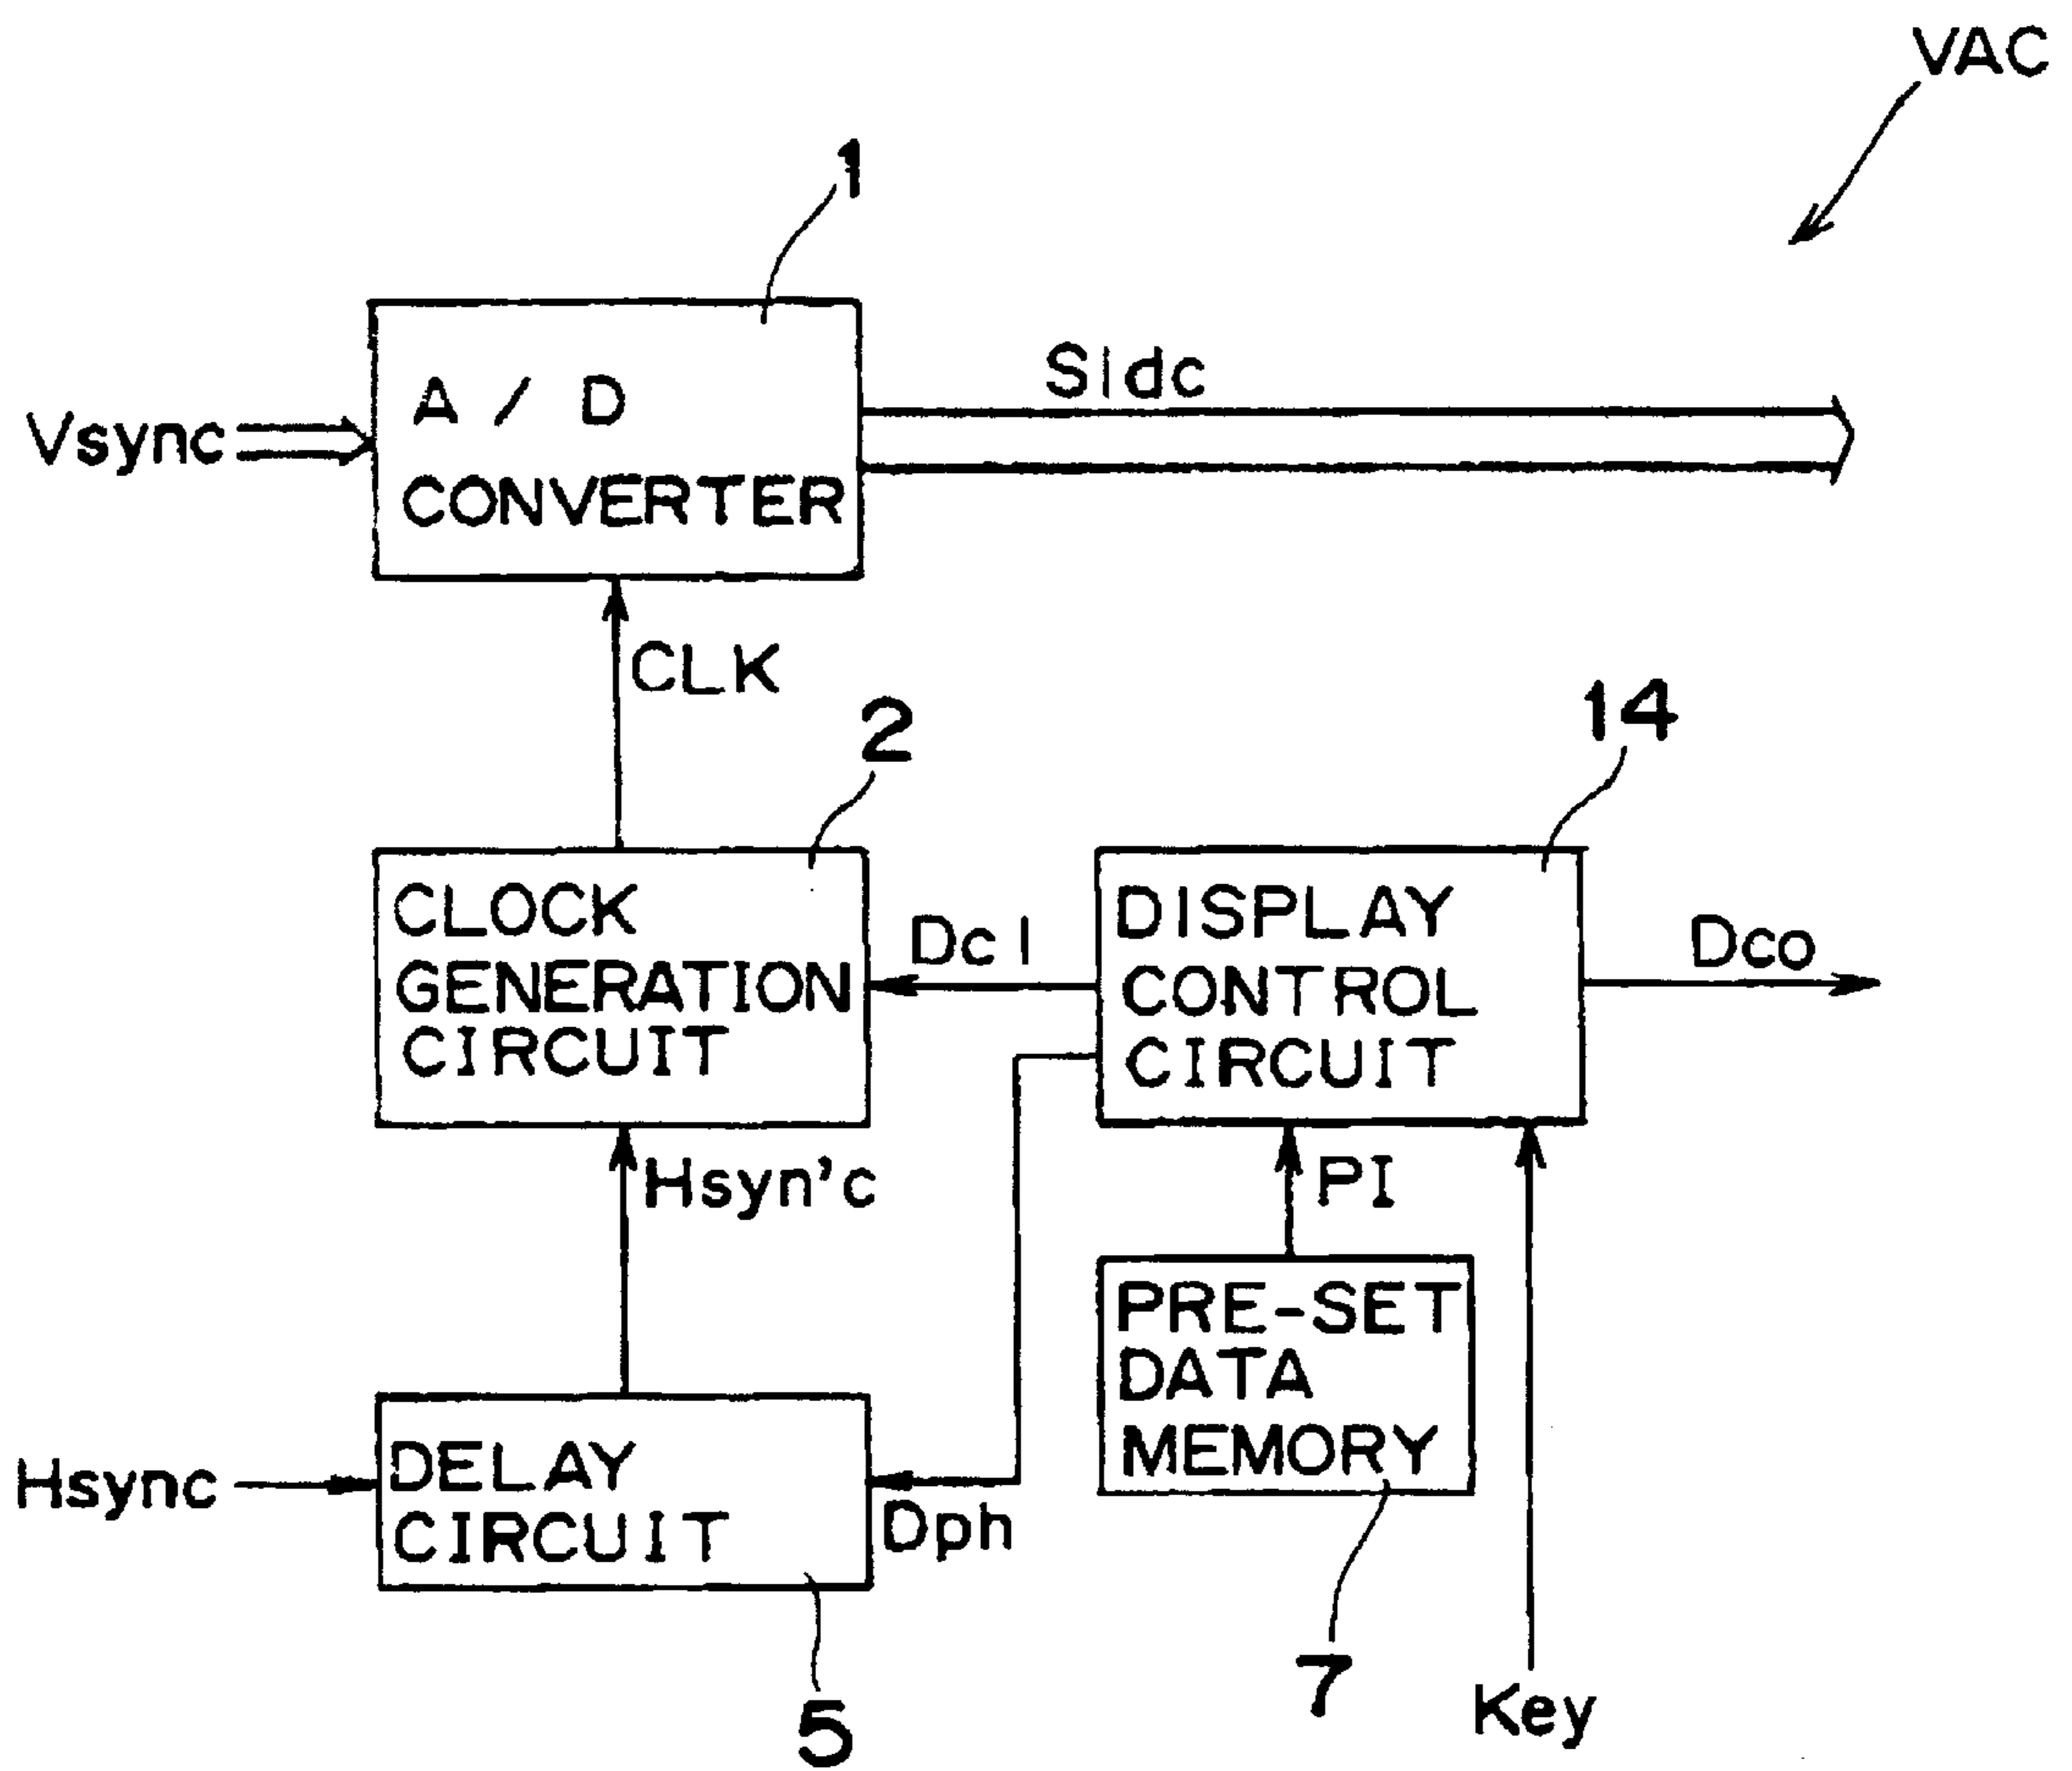 VAC
1
A / D
CONVERTER
Vsync
SIdc
CLK
2
14
CLOCK
GENERATION
CIRCUIT
Dcl
DISPLAY
CONTROL
CIRCUIT
Dco
Hsyn'c
PI
PRE-SET
DATA
MEMORY
Hsync
DELAY
CIRCUIT
Dph
5
7
Key